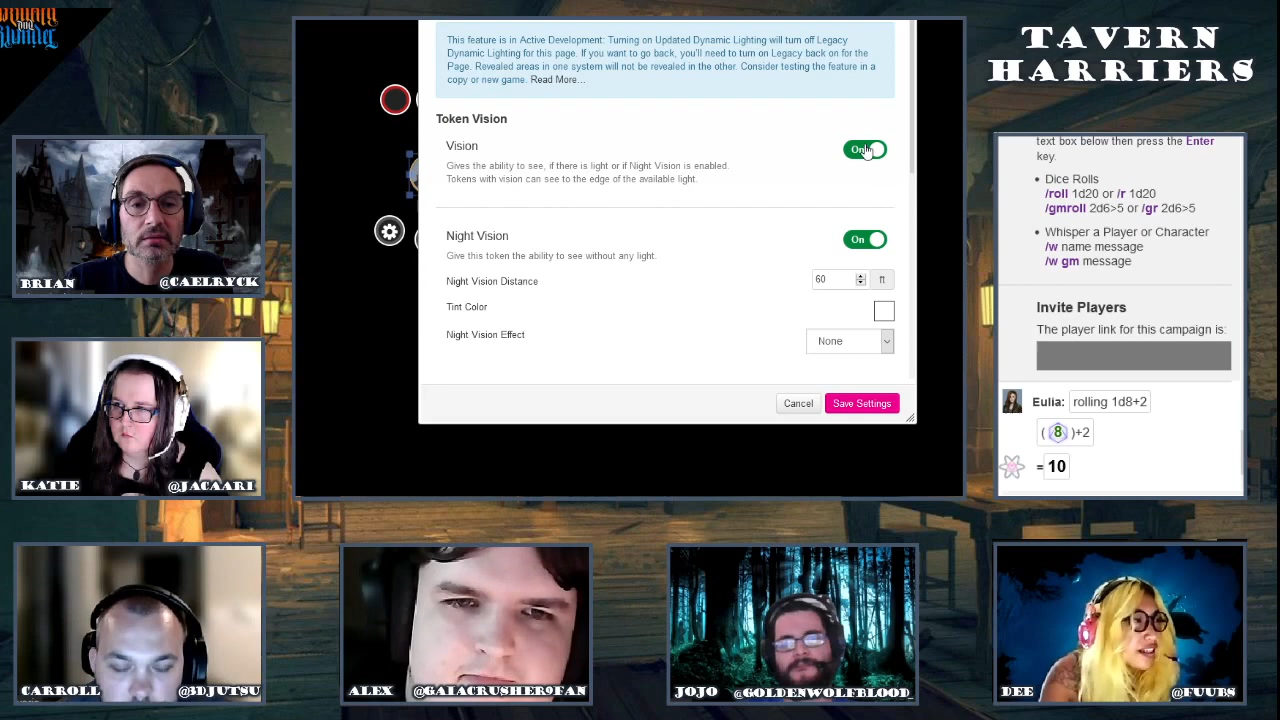 TAVERN
HARRIERS
This feature is in Active Development: Turning on Updated Dynamic Lighting will turn off Legacy
Dynamic Lighting for this page. If you want to go back, you'll need to turn on Legacy back on for the
Page. Revealed areas in one system will not be revealed in the other. Consider testing the feature in a
copy or new game. Read More...
Token Vision
Vision
On
Gives the ability to see, if there is light or if Night Vision is enabled.
Tokens with vision can see to the edge of the available light.
Night Vision
On
Give this token the ability to see without any light.
Night Vision Distance
60
ft
Tint Color
Night Vision Effect
None
Cancel
Save Settings
text box below then press the Enter
key.
• Dice Rolls
/roll 1d20 or /r 1d20
/gmroll 2d6>5 or /gr 2d6>5
• Whisper a Player or Character
/w name message
/w gm message
Invite Players
The player link for this campaign is:
Eulia: rolling 1d8+2
(8)+2
= 10
BRIAN @CAELRYCK
KATIE @JACAARI
CARROLL @3DJUTSU
ALEX @GAIACRUSHER9FAN
JOJO @GOLDENWOLFBLOOD_
DEE @FUUBS